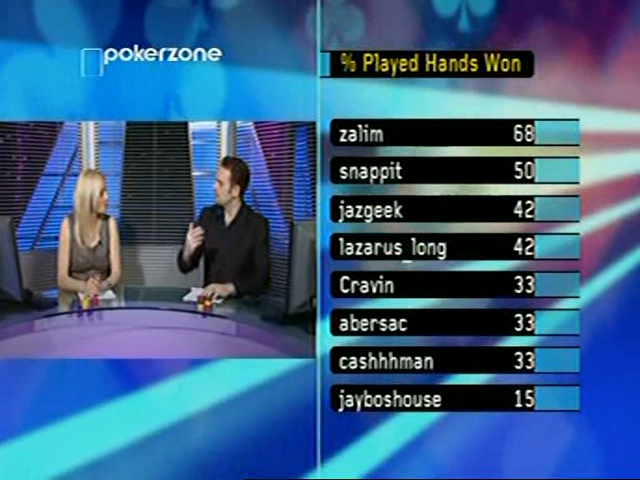 pokerzone
% Played Hands Won
zalim 68
snappit 50
jazgeek 42
lazarus_long 42
Cravin 33
abersac 33
cashhhman 33
jayboshouse 15